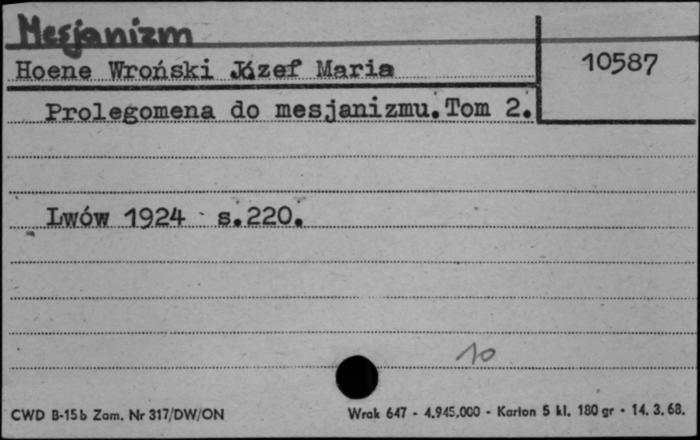 Mesjanizm
Hoene Wroński Józef Maria
10587
Prolegomena do mesjanizmu. Tom 2.
Lwów 1924 s.220.
10
CWD B-15b Zam. Nr 317/DW/ON
Wrak 647 - 4.945.000 - Karton 5 kl. 180 gr - 14. 3. 68.